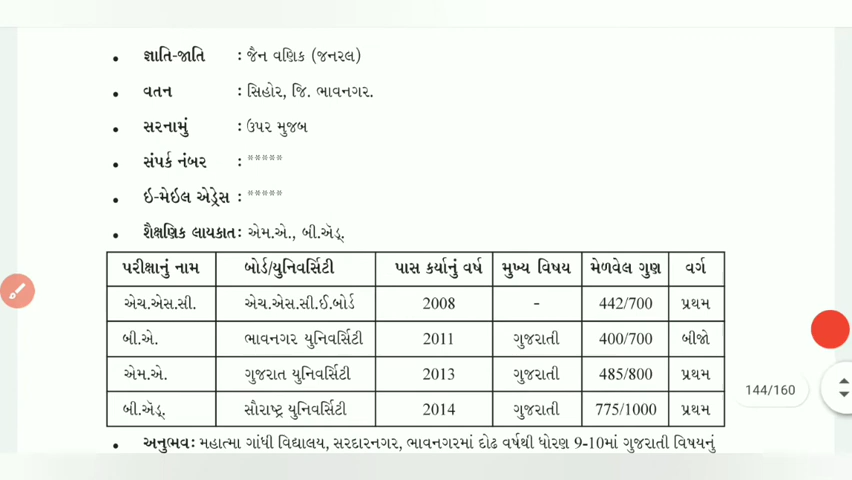 • જ્ઞાતિ-જાતિ : જૈન વણિક (જનરલ)
• વતન : સિહોર, જિ. ભાવનગર.
• સરનામું : ઉપર મુજબ
• સંપર્ક નંબર : *****
• ઇ-મેઇલ એડ્રેસ : *****
• શૈક્ષણિક લાયકાત: એમ.એ., બી.ઍડ્.
પરીક્ષાનું નામ બોર્ડ/યુનિવર્સિટી પાસ કર્યાનું વર્ષ મુખ્ય વિષય મેળવેલ ગુણ વર્ગ
એચ.એસ.સી. એચ.એસ.સી.ઈ.બોર્ડ 2008 - 442/700 પ્રથમ
બી.એ. ભાવનગર યુનિવર્સિટી 2011 ગુજરાતી 400/700 બીજો
એમ.એ. ગુજરાત યુનિવર્સિટી 2013 ગુજરાતી 485/800 પ્રથમ
બી.ઍડ્. સૌરાષ્ટ્ર યુનિવર્સિટી 2014 ગુજરાતી 775/1000 પ્રથમ
144/160
• અનુભવ: મહાત્મા ગાંધી વિદ્યાલય, સરદારનગર, ભાવનગરમાં દોઢ વર્ષથી ધોરણ 9-10માં ગુજરાતી વિષયનું